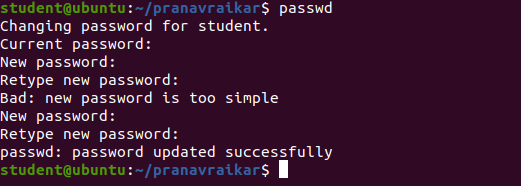 student@ubuntu:~/pranavraikar$ passwd
Changing password for student.
Current password:
New password:
Retype new password:
Bad: new password is too simple
New password:
Retype new password:
passwd: password updated successfully
student@ubuntu:~/pranavraikar$